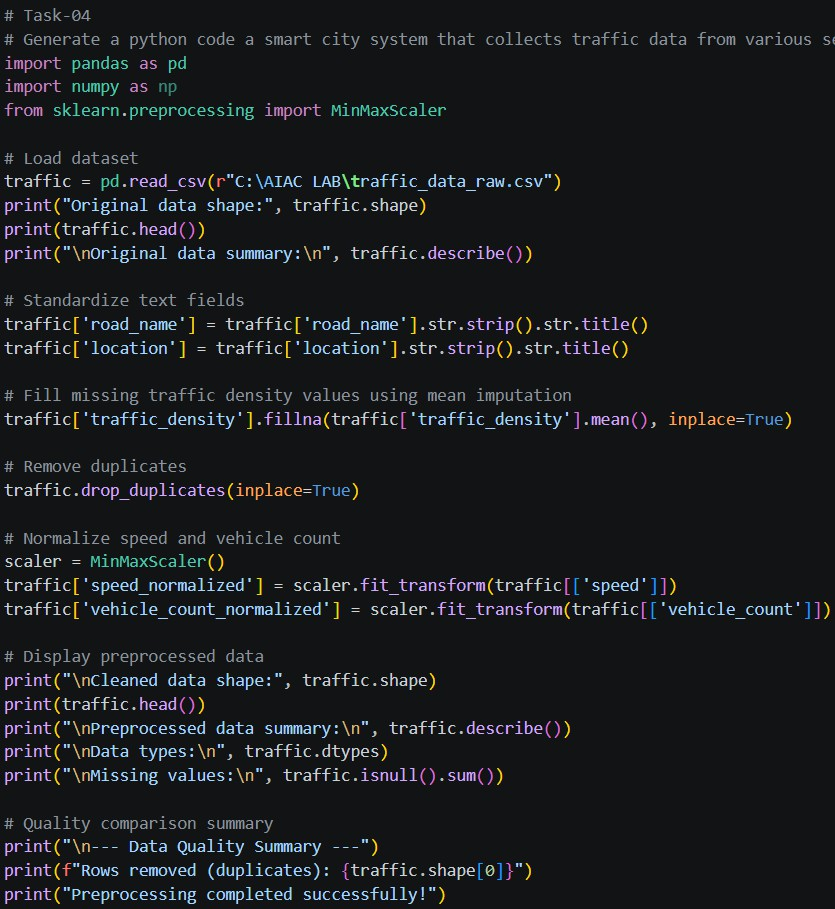 # Task-04
# Generate a python code a smart city system that collects traffic data from various
import pandas as pd
import numpy as np
from sklearn.preprocessing import MinMaxScaler
# Load dataset
traffic = pd.read_csv(r"C:\AIAC LAB\traffic_data_raw.csv")
print("Original data shape:", traffic.shape)
print(traffic.head())
print("\nOriginal data summary:\n", traffic.describe())
# Standardize text fields
traffic['road_name'] = traffic['road_name'].str.strip().str.title()
traffic['location'] = traffic['location'].str.strip().str.title()
# Fill missing traffic density values using mean imputation
traffic['traffic_density'].fillna(traffic['traffic_density'].mean(), inplace=True)
# Remove duplicates
traffic.drop_duplicates(inplace=True)
# Normalize speed and vehicle count
scaler = MinMaxScaler()
traffic['speed_normalized'] = scaler.fit_transform(traffic[['speed']])
traffic['vehicle_count_normalized'] = scaler.fit_transform(traffic[['vehicle_count']])
# Display preprocessed data
print("\nCleaned data shape:", traffic.shape)
print(traffic.head())
print("\nPreprocessed data summary:\n", traffic.describe())
print("\nData types:\n", traffic.dtypes)
print("\nMissing values:\n", traffic.isnull().sum())
# Quality comparison summary
print("\n--- Data Quality Summary ---")
print(f"Rows removed (duplicates): {traffic.shape[0]}")
print("Preprocessing completed successfully!")